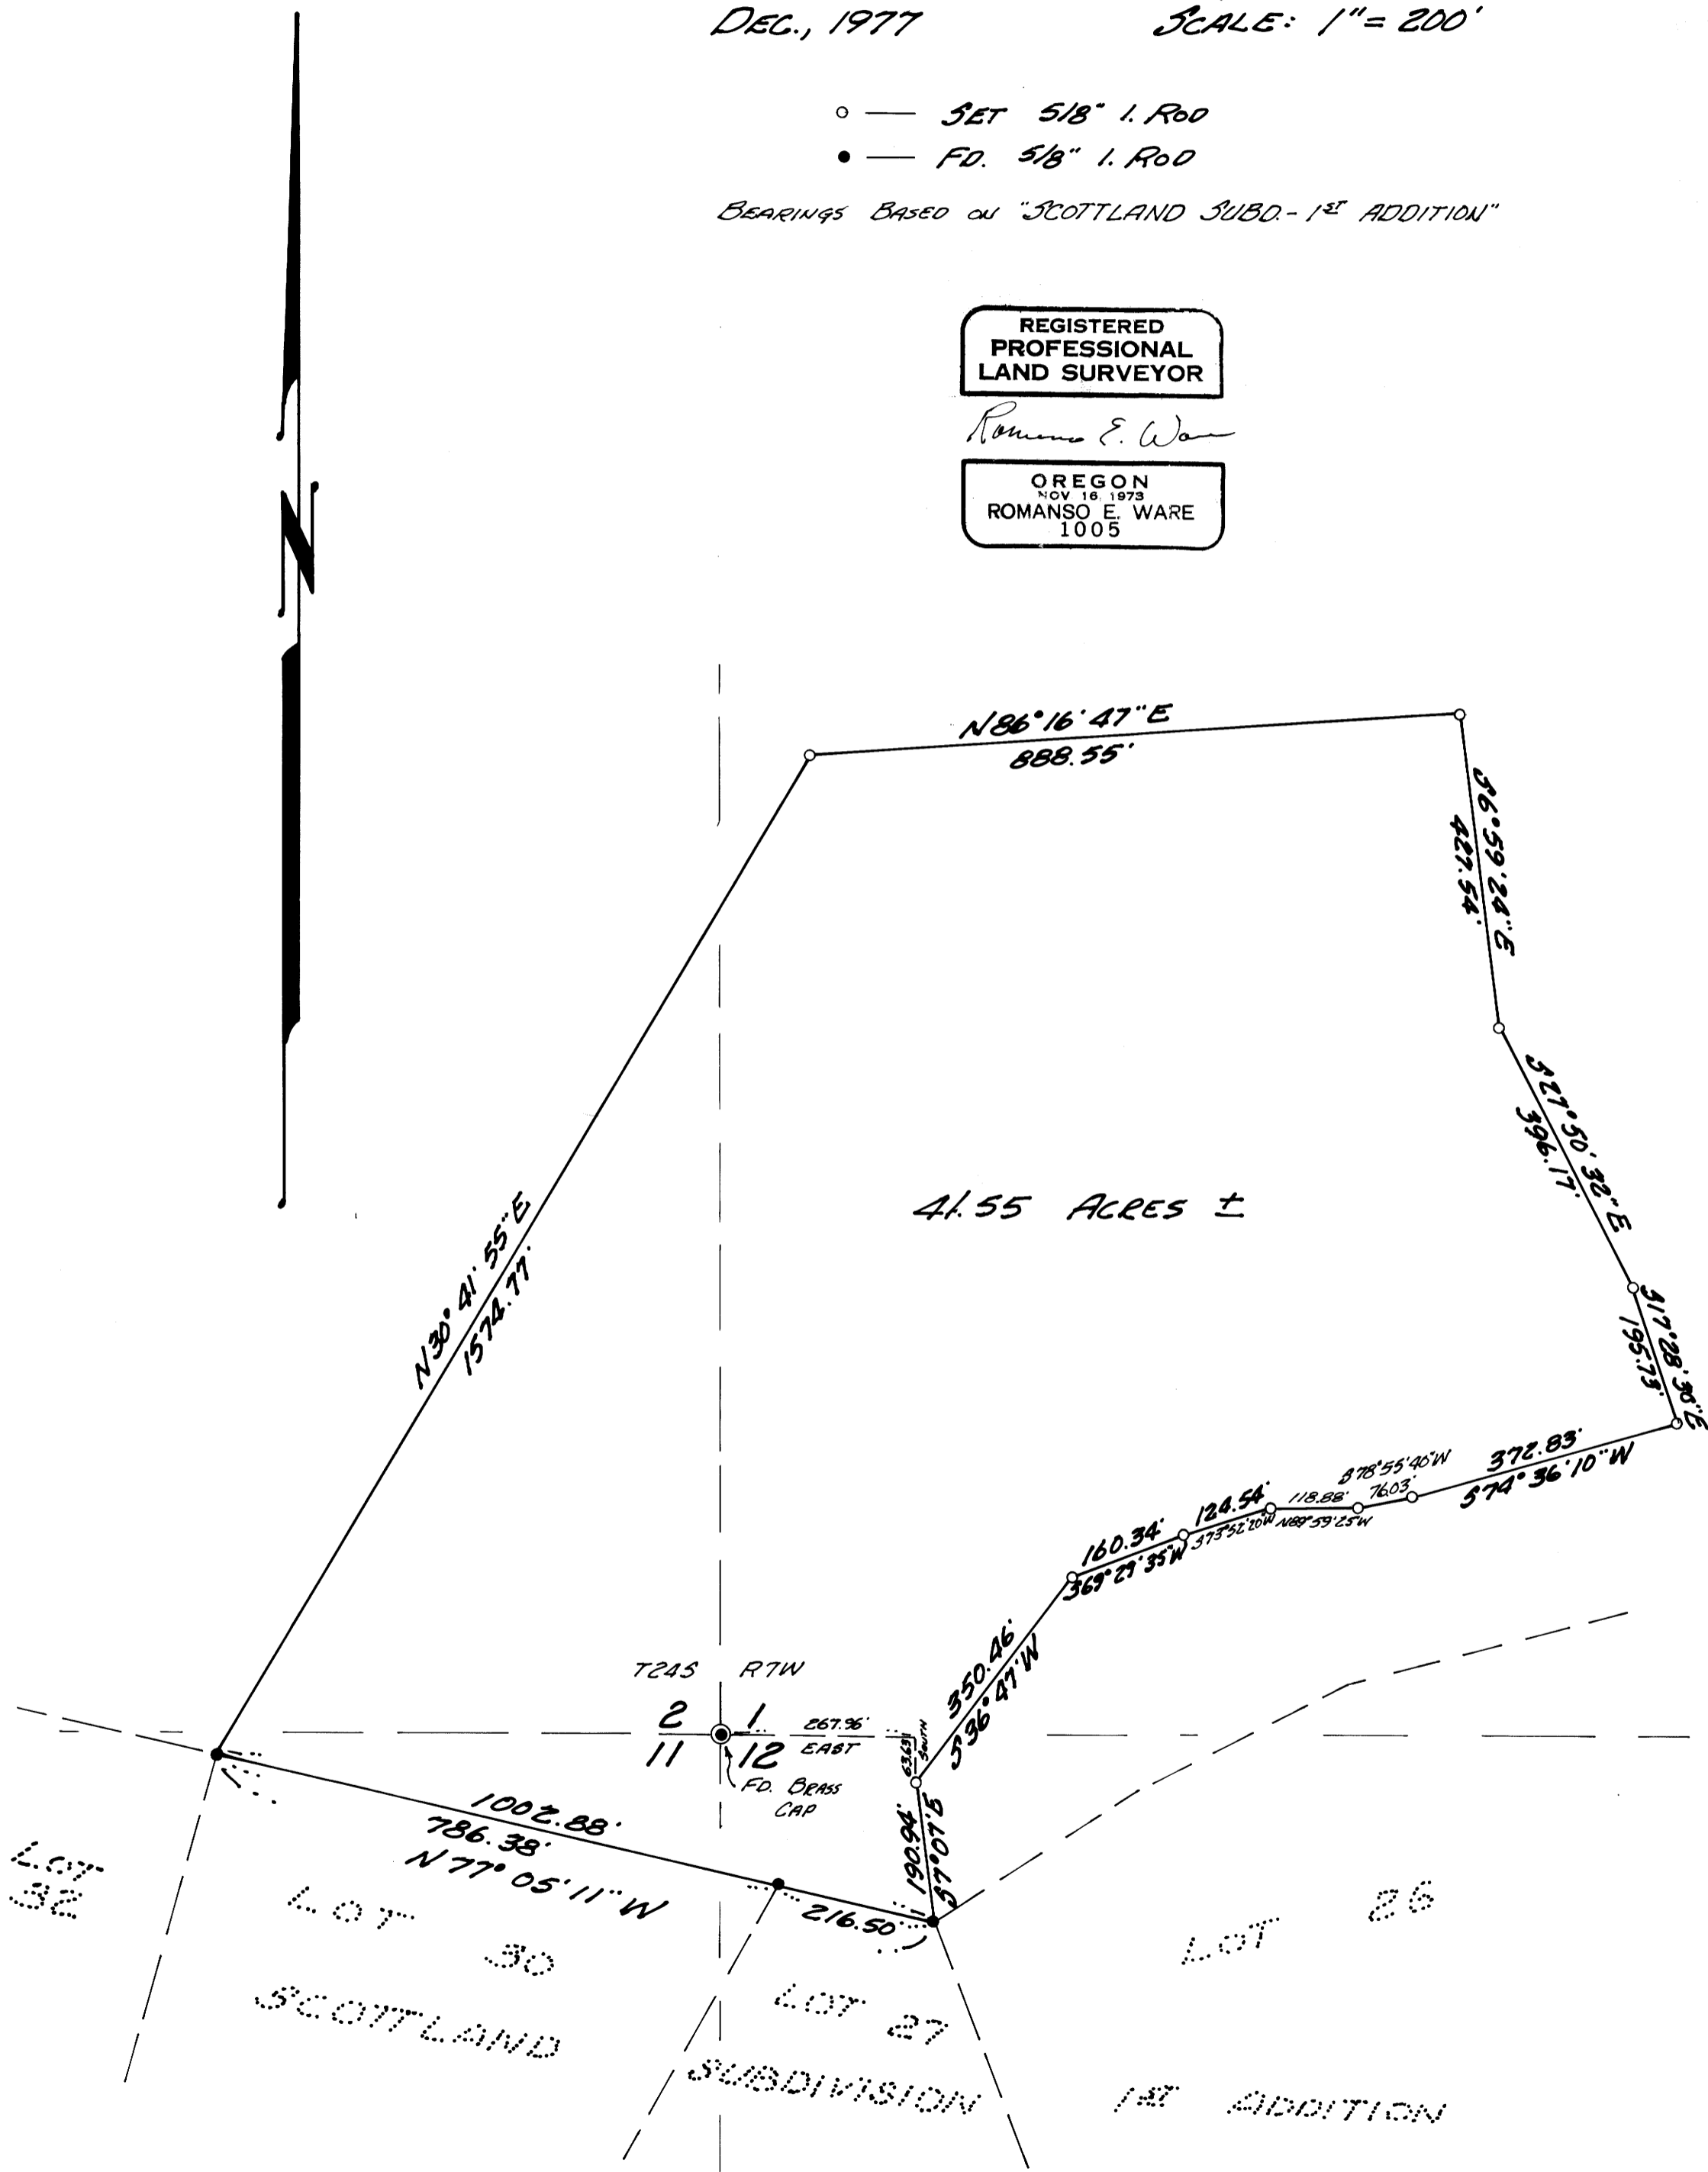 DEC., 1977
SCALE: 1"= 200'
SET 5/8" I. ROD
FD. 5/8" I. ROD
BEARINGS BASED ON "SCOTTLAND SUBD.- 1ST ADDITION"
REGISTERED
PROFESSIONAL
LAND SURVEYOR
Romanso E. Ware
OREGON
NOV 16, 1973
ROMANSO E. WARE
1005
N
N86°16'47"E
888.55'
S6°59'24"E
427.54'
S27°50'32"E
396.17'
N30°41'55"E
1574.77'
41.55 ACRES ±
S17°28'30"E
195.73'
372.83'
S74°36'10"W
S78°55'40"W
76.03'
118.88'
N89°59'25"W
124.54'
S73°52'20"W
160.34'
S69°29'35"W
350.46'
S36°47'W
T24S R7W
2 1
11 12
267.96'
EAST
63.63'
SOUTH
FD. BRASS
CAP
190.94'
S7°07'E
1002.88'
786.38'
N77°05'11"W
216.50'
LOT
32
LOT
30
LOT
27
LOT
26
SCOTTLAND
SUBDIVISION
1ST ADDITION